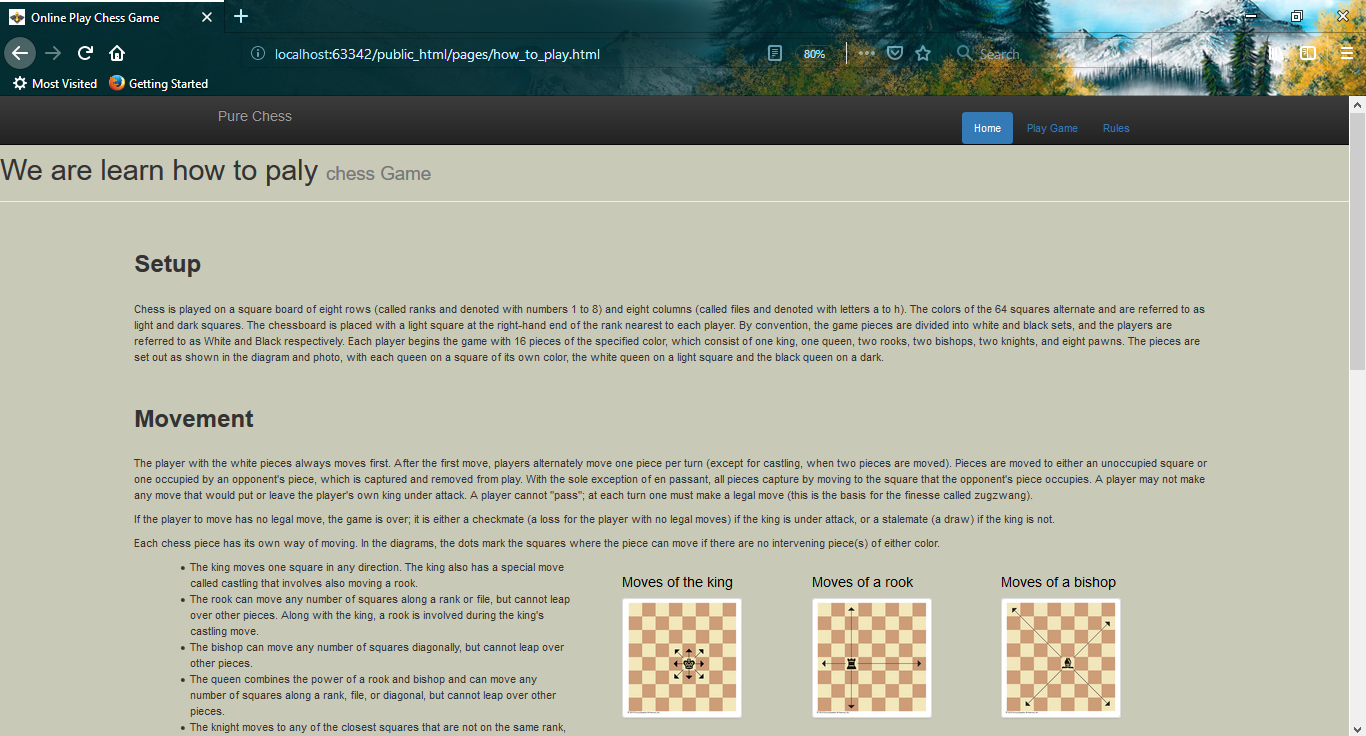 Online Play Chess Game
localhost:63342/public_html/pages/how_to_play.html
80%
Search
Most Visited
Getting Started
Pure Chess
Home
Play Game
Rules
We are learn how to paly chess Game
Setup
Chess is played on a square board of eight rows (called ranks and denoted with numbers 1 to 8) and eight columns (called files and denoted with letters a to h). The colors of the 64 squares alternate and are referred to as
light and dark squares. The chessboard is placed with a light square at the right-hand end of the rank nearest to each player. By convention, the game pieces are divided into white and black sets, and the players are
referred to as White and Black respectively. Each player begins the game with 16 pieces of the specified color, which consist of one king, one queen, two rooks, two bishops, two knights, and eight pawns. The pieces are
set out as shown in the diagram and photo, with each queen on a square of its own color, the white queen on a light square and the black queen on a dark.
Movement
The player with the white pieces always moves first. After the first move, players alternately move one piece per turn (except for castling, when two pieces are moved). Pieces are moved to either an unoccupied square or
one occupied by an opponent's piece, which is captured and removed from play. With the sole exception of en passant, all pieces capture by moving to the square that the opponent's piece occupies. A player may not make
any move that would put or leave the player's own king under attack. A player cannot "pass"; at each turn one must make a legal move (this is the basis for the finesse called zugzwang).
If the player to move has no legal move, the game is over; it is either a checkmate (a loss for the player with no legal moves) if the king is under attack, or a stalemate (a draw) if the king is not.
Each chess piece has its own way of moving. In the diagrams, the dots mark the squares where the piece can move if there are no intervening piece(s) of either color.
• The king moves one square in any direction. The king also has a special move
called castling that involves also moving a rook.
• The rook can move any number of squares along a rank or file, but cannot leap
over other pieces. Along with the king, a rook is involved during the king's
castling move.
• The bishop can move any number of squares diagonally, but cannot leap over
other pieces.
• The queen combines the power of a rook and bishop and can move any
number of squares along a rank, file, or diagonal, but cannot leap over other
pieces.
• The knight moves to any of the closest squares that are not on the same rank,
Moves of the king
Moves of a rook
Moves of a bishop